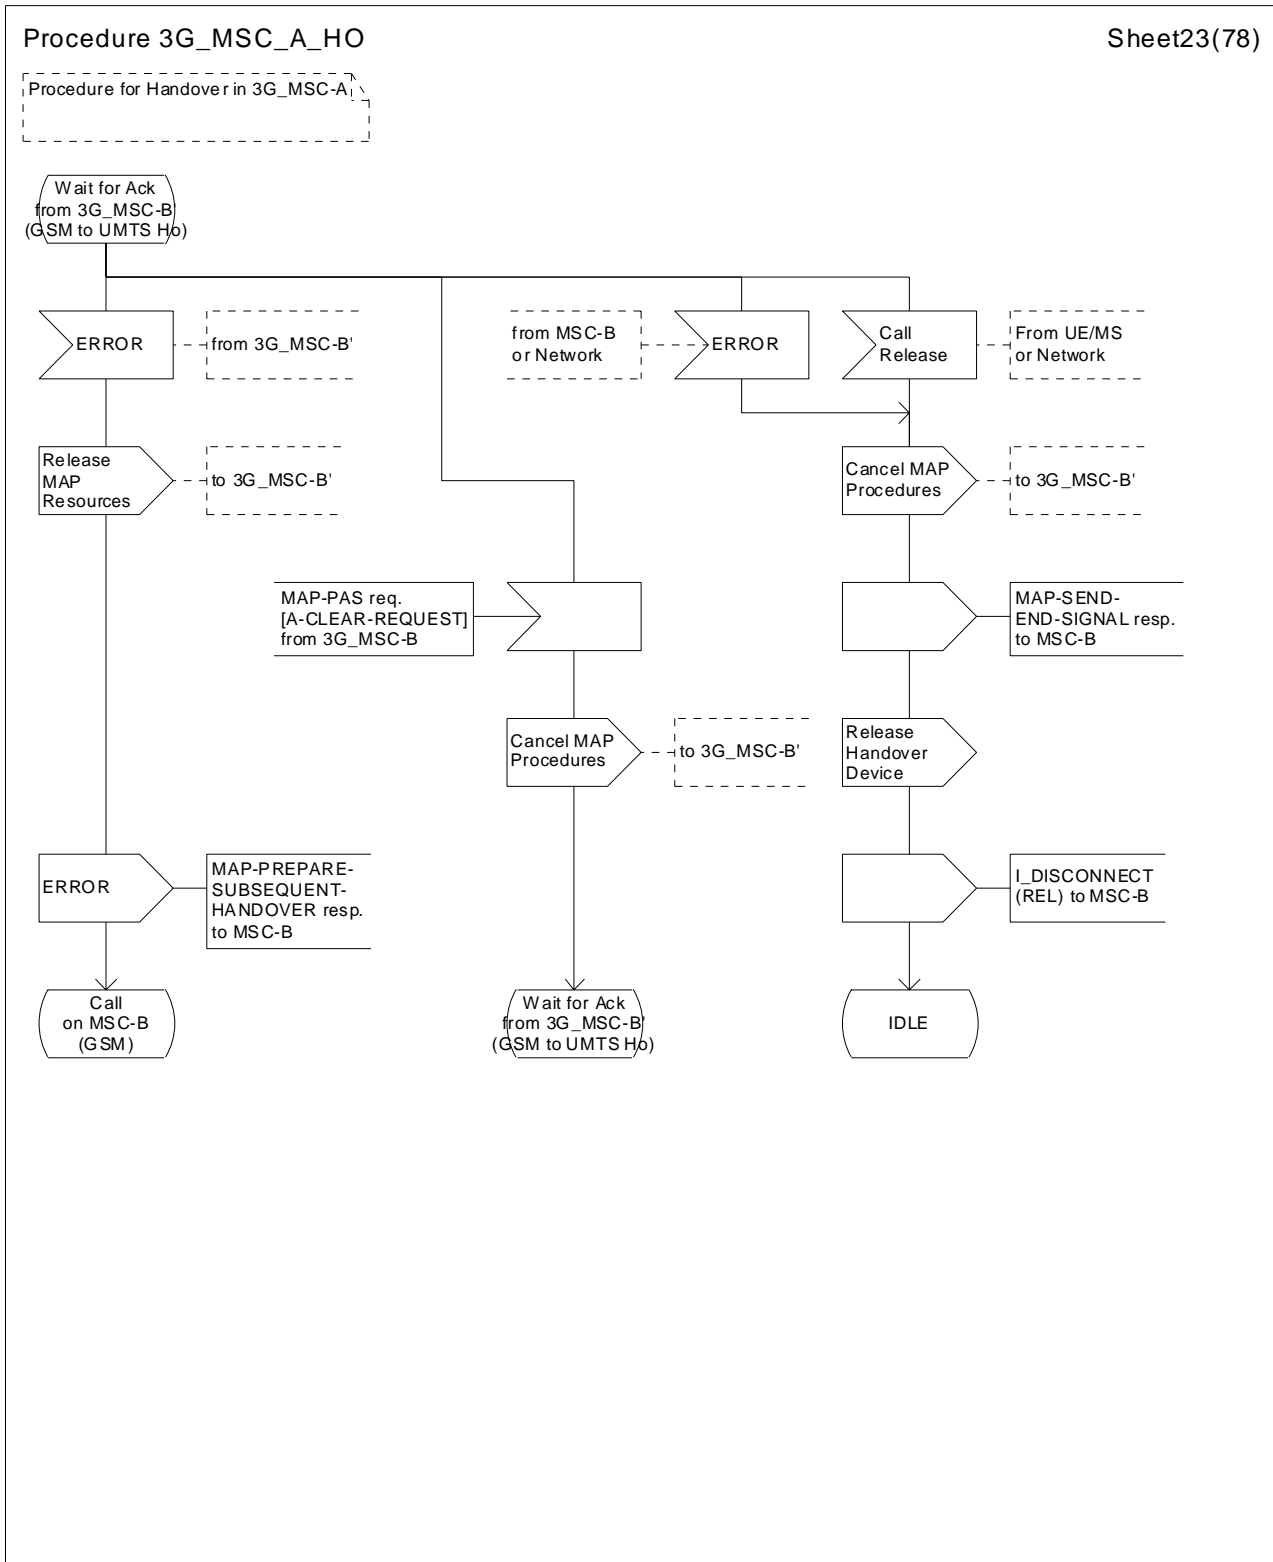 Procedure 3G_MSC_A_HO
Sheet23(78)
Procedure for Handover in 3G_MSC-A
Wait for Ack
from 3G_MSC-B'
(GSM to UMTS Ho)
ERROR
from 3G_MSC-B'
from MSC-B
or Network
ERROR
Call
Release
From UE/MS
or Network
Release
MAP
Resources
to 3G_MSC-B'
Cancel MAP
Procedures
to 3G_MSC-B'
MAP-PAS req.
[A-CLEAR-REQUEST]
from 3G_MSC-B
MAP-SEND-
END-SIGNAL resp.
to MSC-B
Cancel MAP
Procedures
to 3G_MSC-B'
Release
Handover
Device
ERROR
MAP-PREPARE-
SUBSEQUENT-
HANDOVER resp.
to MSC-B
I_DISCONNECT
(REL) to MSC-B
Call
on MSC-B
(GSM)
Wait for Ack
from 3G_MSC-B'
(GSM to UMTS Ho)
IDLE